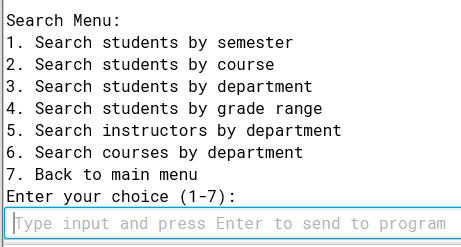 Search Menu:
1. Search students by semester
2. Search students by course
3. Search students by department
4. Search students by grade range
5. Search instructors by department
6. Search courses by department
7. Back to main menu
Enter your choice (1-7):
Type input and press Enter to send to program